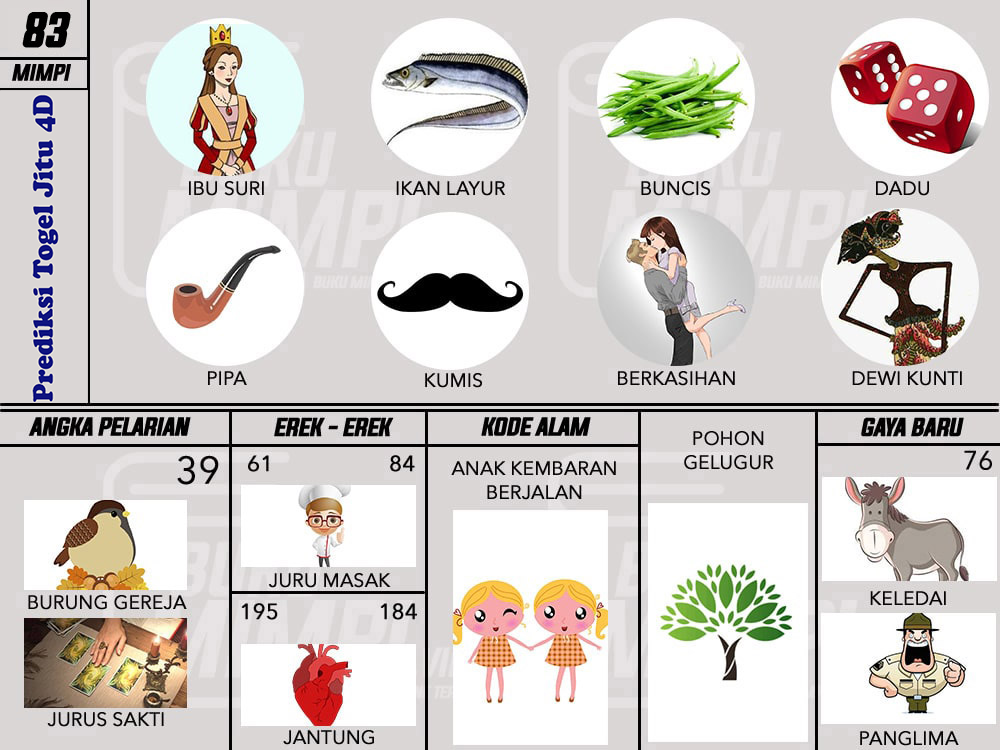 83
MIMPI
Prediksi Togel Jitu 4D
IBU SURI
IKAN LAYUR
BUNCIS
DADU
PIPA
KUMIS
BERKASIHAN
DEWI KUNTI
ANGKA PELARIAN
39
BURUNG GEREJA
JURUS SAKTI
EREK - EREK
61 84
JURU MASAK
195 184
JANTUNG
KODE ALAM
ANAK KEMBARAN
BERJALAN
POHON
GELUGUR
GAYA BARU
76
KELEDAI
PANGLIMA
BUKU
MIMPI